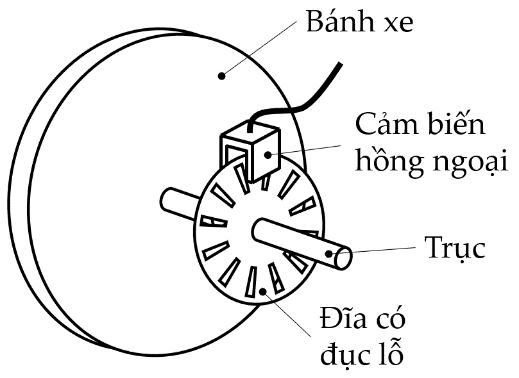 Bánh xe
Cảm biến
hồng ngoại
Trục
Đĩa có
đục lỗ